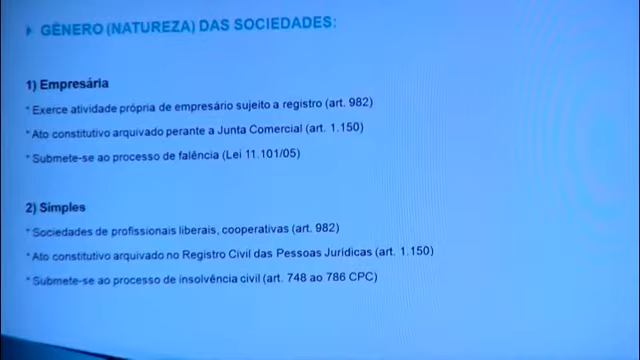 GÊNERO (NATUREZA) DAS SOCIEDADES:
1) Empresária
* Exerce atividade própria de empresário sujeito a registro (art. 982)
* Ato constitutivo arquivado perante a Junta Comercial (art. 1.150)
* Submete-se ao processo de falência (Lei 11.101/05)
2) Simples
* Sociedades de profissionais liberais, cooperativas (art. 982)
* Ato constitutivo arquivado no Registro Civil das Pessoas Jurídicas (art. 1.150)
* Submete-se ao processo de insolvência civil (art. 748 ao 786 CPC)